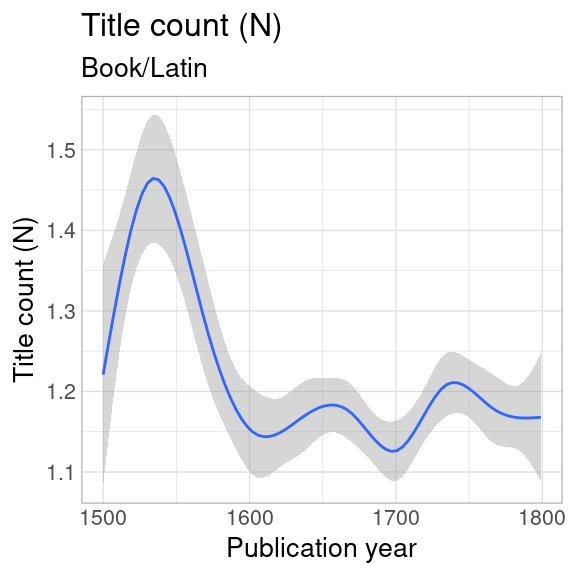 Title count (N)
Book/Latin
Title count (N)
1.5
1.4
1.3
1.2
1.1
1500 1600 1700 1800
Publication year